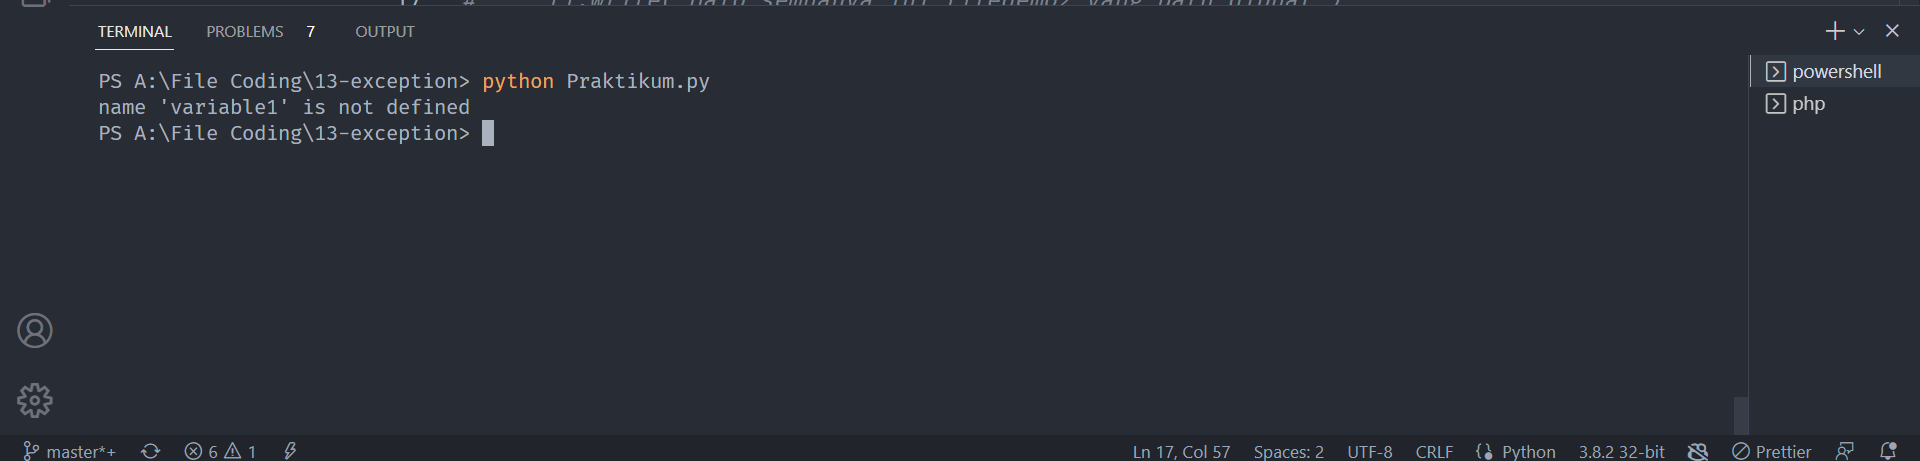 TERMINAL PROBLEMS 7 OUTPUT
PS A:\File Coding\13-exception> python Praktikum.py
name 'variable1' is not defined
PS A:\File Coding\13-exception>
powershell
php
master*+ 6 1 Ln 17, Col 57 Spaces: 2 UTF-8 CRLF Python 3.8.2 32-bit Prettier